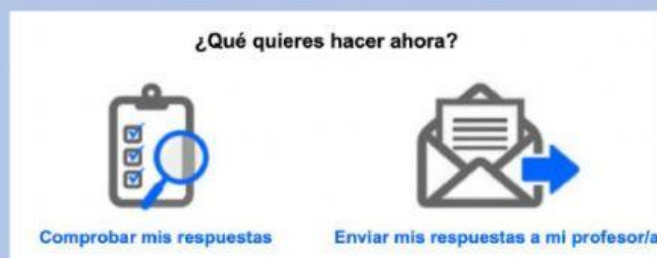 ¿Qué quieres hacer ahora?
Comprobar mis respuestas
Enviar mis respuestas a mi profesor/a